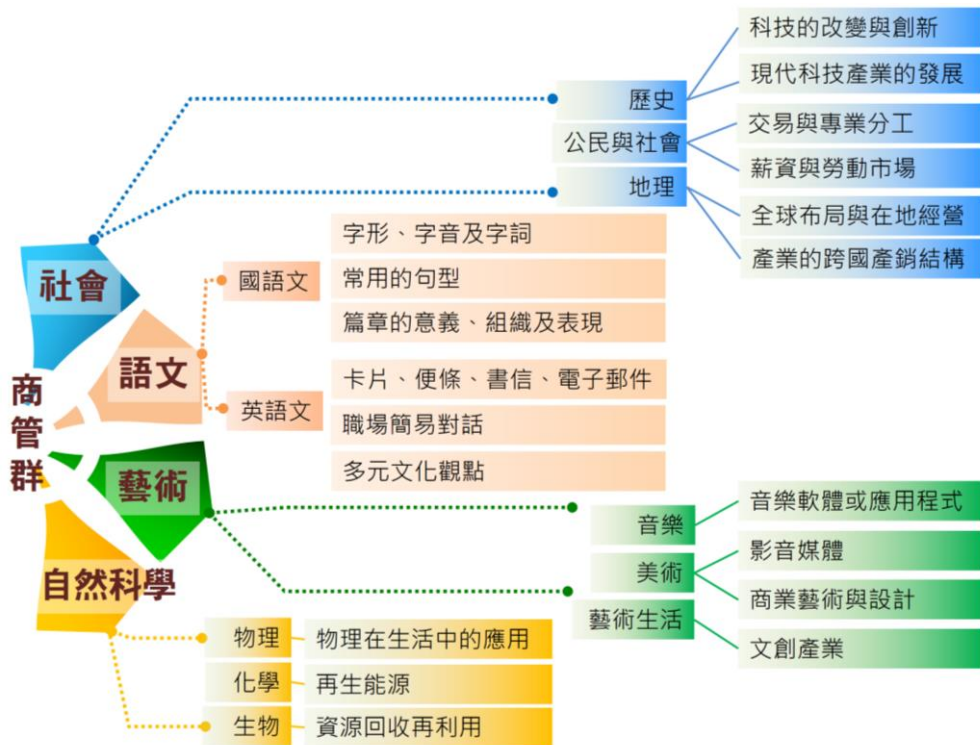 商管群
社會
歷史
科技的改變與創新
現代科技產業的發展
公民與社會
交易與專業分工
薪資與勞動市場
地理
全球布局與在地經營
產業的跨國產銷結構
語文
國語文
字形、字音及字詞
常用的句型
篇章的意義、組織及表現
英語文
卡片、便條、書信、電子郵件
職場簡易對話
多元文化觀點
藝術
音樂
音樂軟體或應用程式
美術
影音媒體
商業藝術與設計
藝術生活
文創產業
自然科學
物理
物理在生活中的應用
化學
再生能源
生物
資源回收再利用